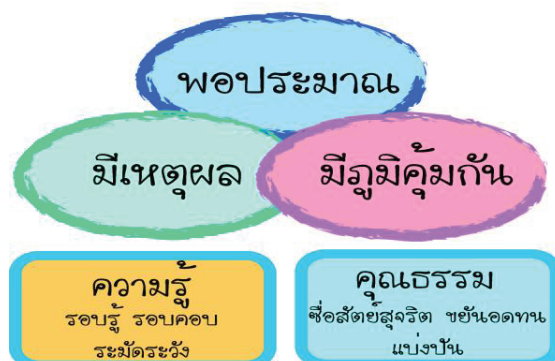 พอประมาณ
มีเหตุผล
มีภูมิคุ้มกัน
ความรู้
รอบรู้ รอบคอบ
ระมัดระวัง
คุณธรรม
ซื่อสัตย์สุจริต ขยันอดทน
แบ่งปัน